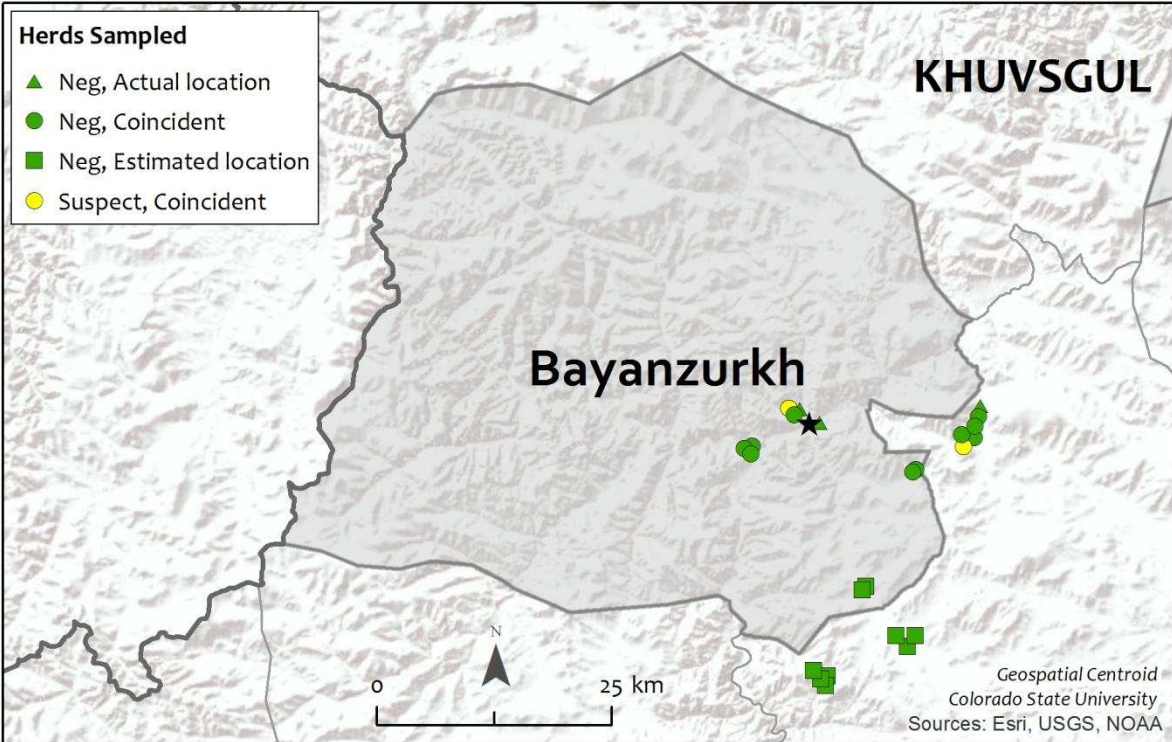 Herds Sampled
Neg, Actual location
Neg, Coincident
Neg, Estimated location
Suspect, Coincident
KHUVSGUL
Bayanzurkh
N
0 25 km
Geospatial Centroid
Colorado State University
Sources: Esri, USGS, NOAA